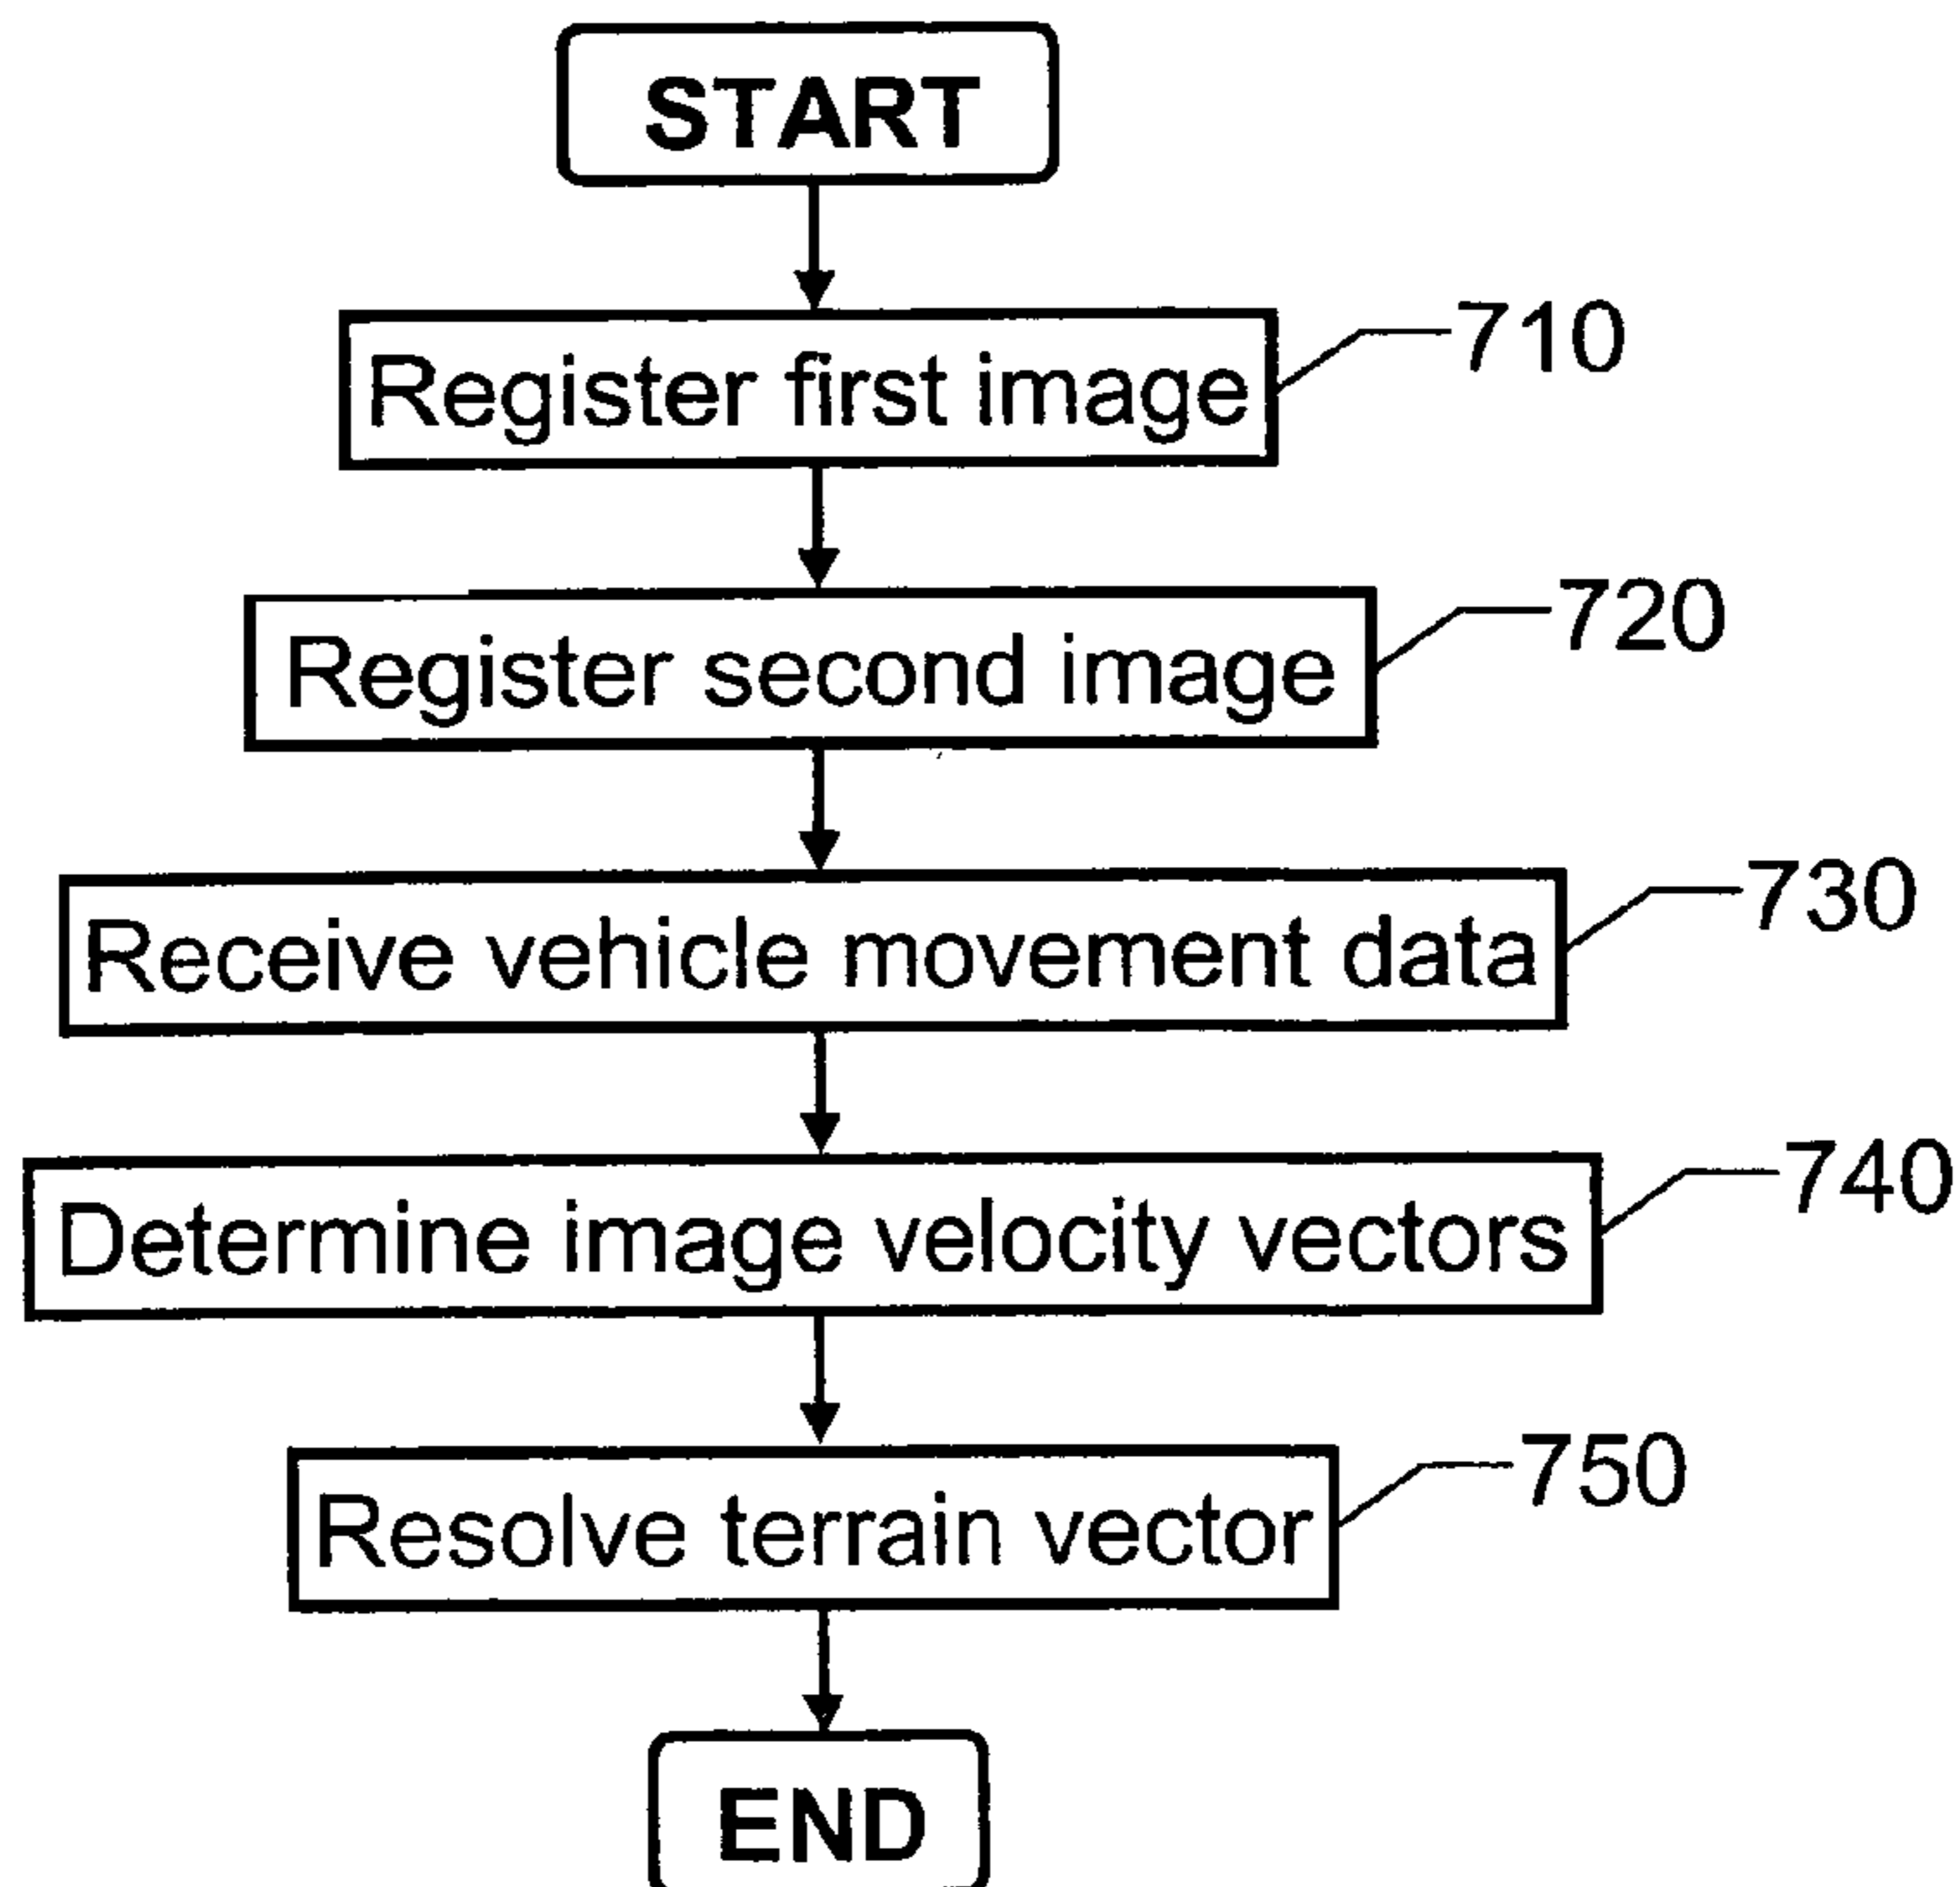 START
Register first image
710
Register second image
720
Receive vehicle movement data
730
Determine image velocity vectors
740
Resolve terrain vector
750
END